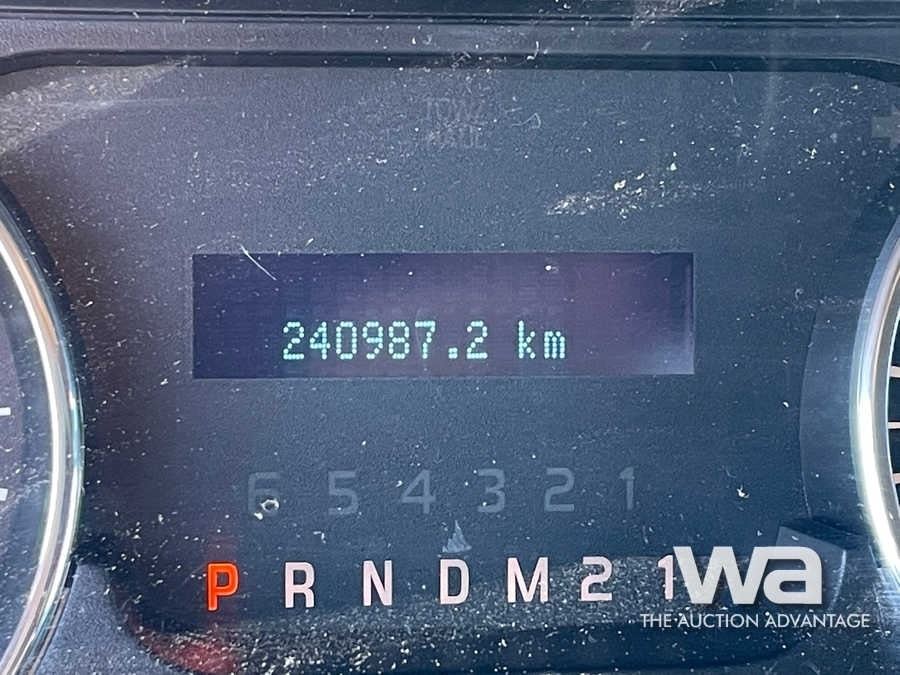 TOW/
HAUL
240987.2 km
6 5 4 3 2 1
P R N D M 2 1
wa
THE AUCTION ADVANTAGE